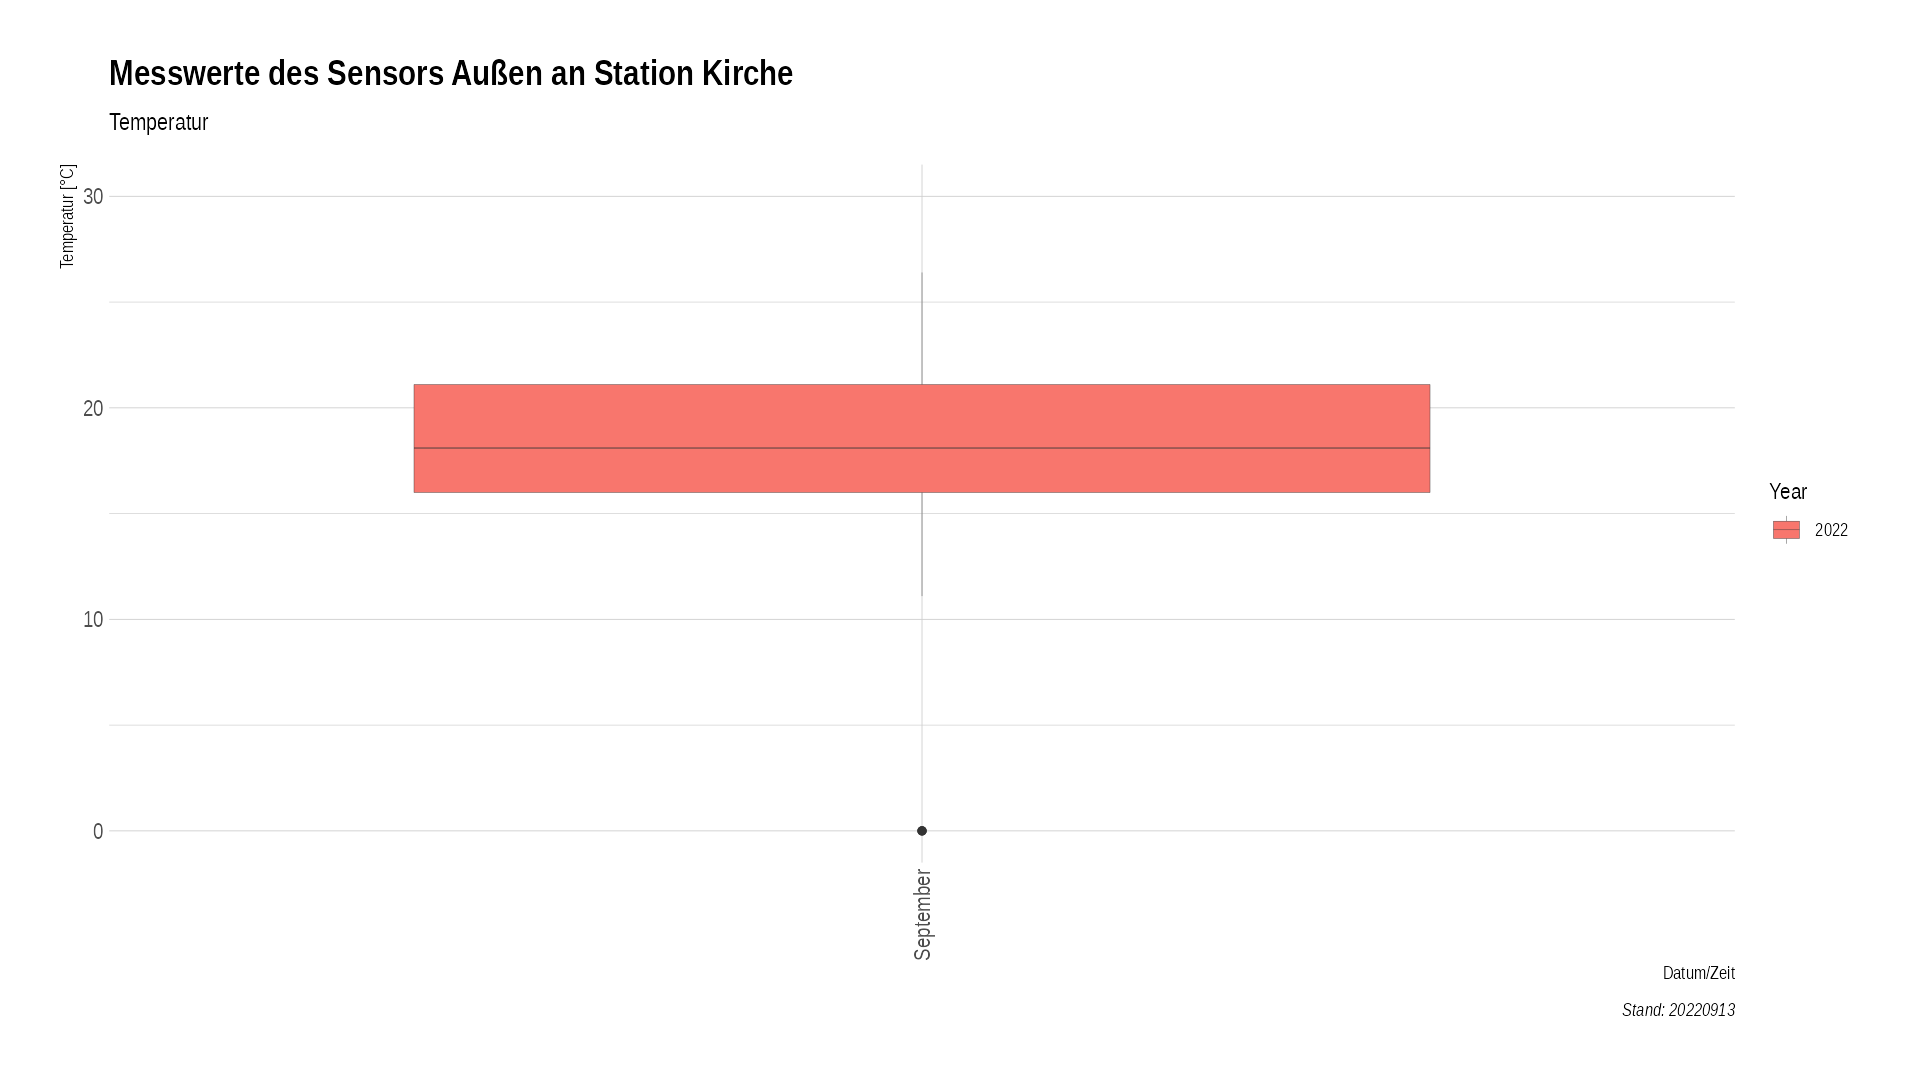 Messwerte des Sensors Außen an Station Kirche
Temperatur
Temperatur [°C]
30
20
10
0
September
Datum/Zeit
Stand: 20220913
Year
2022